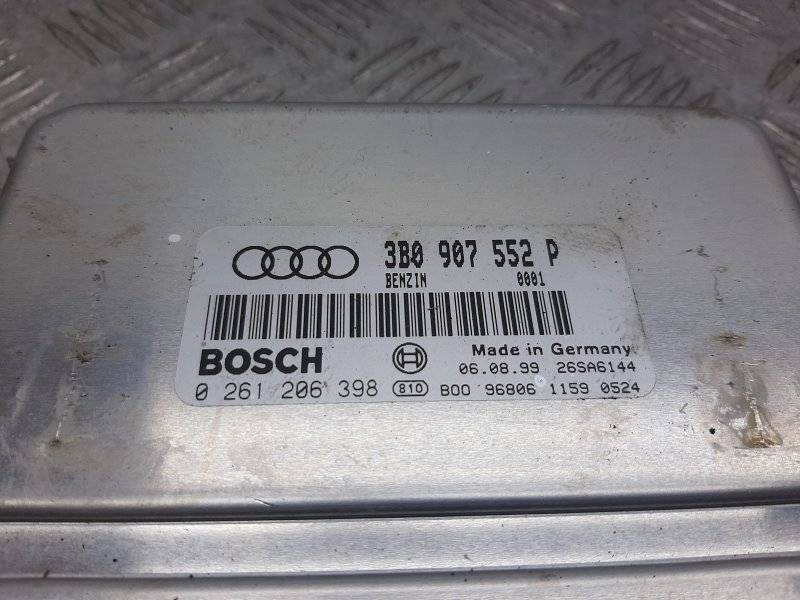 3B0 907 552 P
BENZIN 0001
BOSCH
Made in Germany
06.08.99 26SA6144
0 261 206 398 810 B00 96806 1159 0524